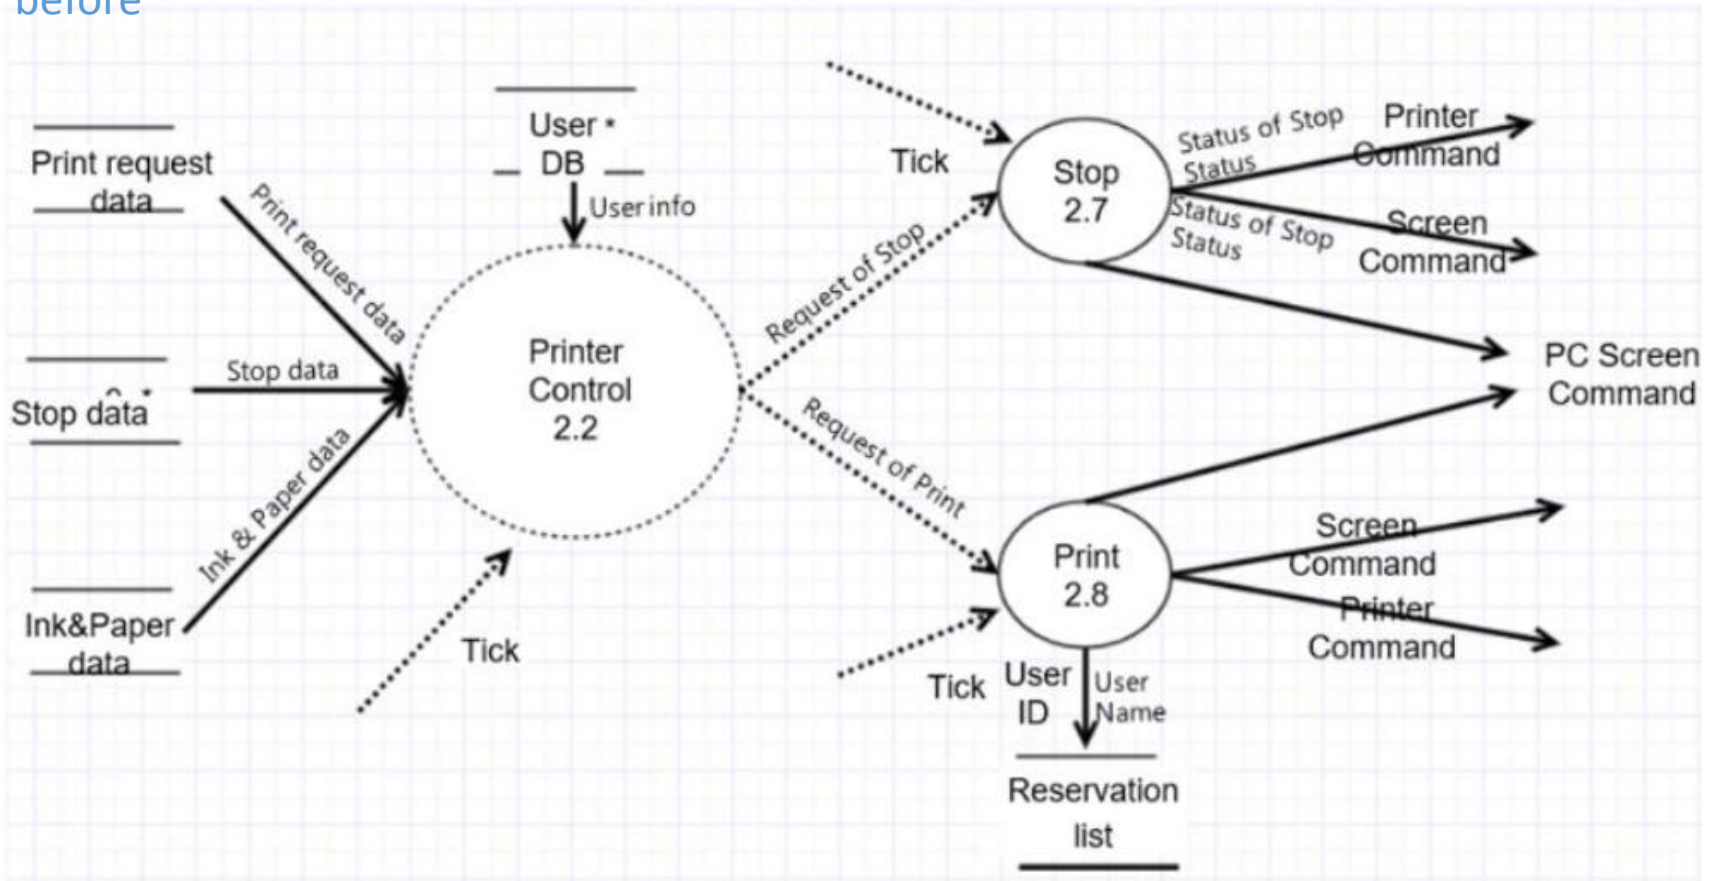 before
Print request
data
Print request data
User *
DB
User info
Stop data
Stop data
Ink & Paper data
Ink&Paper
data
Printer
Control
2.2
Tick
Request of Stop
Request of Print
Tick
Stop
2.7
Status of Stop
Status
Printer
Command
Status of Stop
Status
Screen
Command
PC Screen
Command
Print
2.8
Screen
Command
Printer
Command
Tick
User
ID
User
Name
Reservation
list